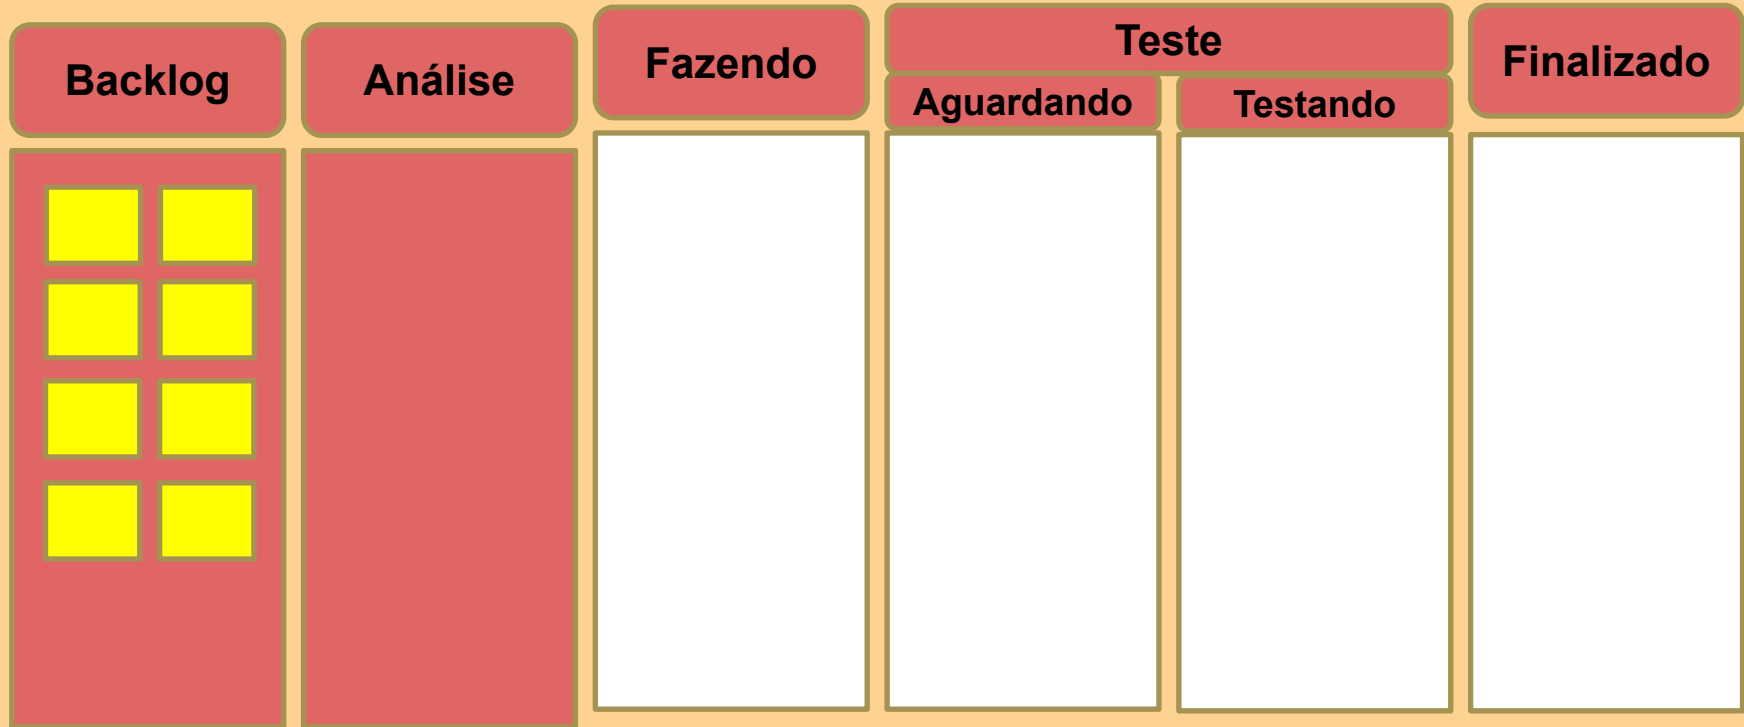 Backlog
Análise
Fazendo
Teste
Aguardando
Testando
Finalizado